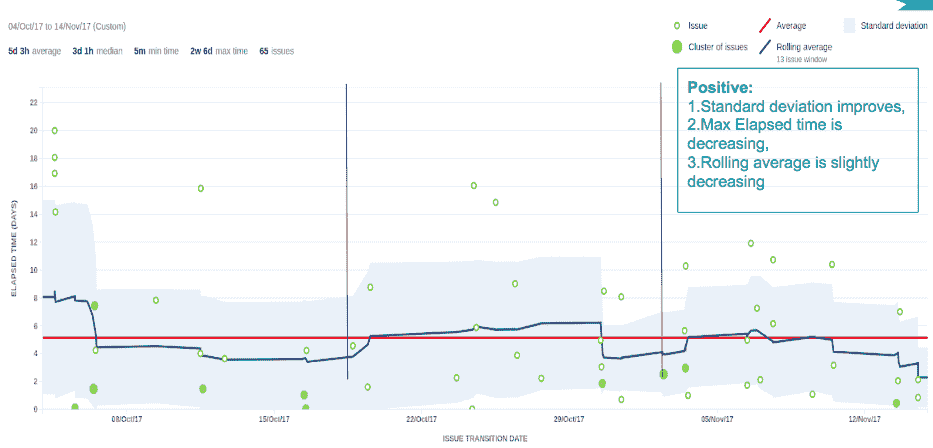 04/Oct/17 to 14/Nov/17 (Custom)
5d 3h average 3d 1h median 5m min time 2w 6d max time 65 issues
Issue
Average
Standard deviation
Cluster of issues
Rolling average
13 issue window
Positive:
1.Standard deviation improves,
2.Max Elapsed time is
decreasing,
3.Rolling average is slightly
decreasing
ELAPSED TIME (DAYS)
22
20
18
16
14
12
10
8
6
4
2
0
08/Oct/17
15/Oct/17
22/Oct/17
29/Oct/17
05/Nov/17
12/Nov/17
ISSUE TRANSITION DATE